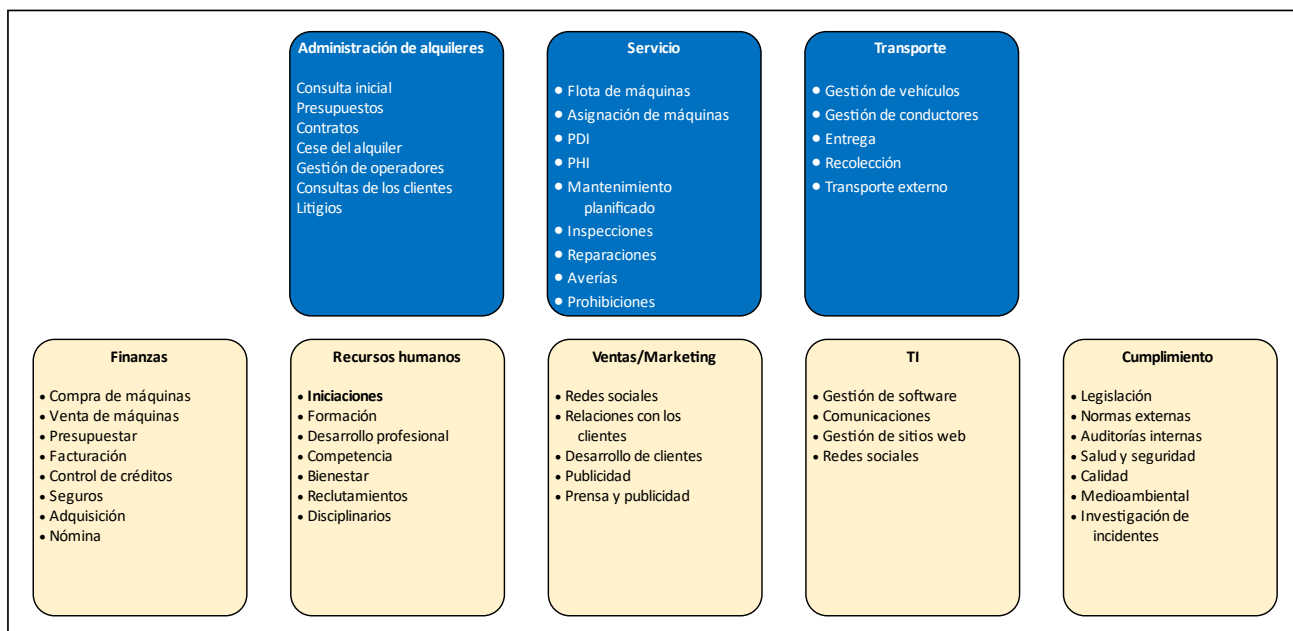 Administración de alquileres
Consulta inicial
Presupuestos
Contratos
Cese del alquiler
Gestión de operadores
Consultas de los clientes
Litigios
Servicio
• Flota de máquinas
• Asignación de máquinas
• PDI
• PHI
• Mantenimiento
planificado
• Inspecciones
• Reparaciones
• Averías
• Prohibiciones
Transporte
• Gestión de vehículos
• Gestión de conductores
• Entrega
• Recolección
• Transporte externo
Finanzas
• Compra de máquinas
• Venta de máquinas
• Presupuestar
• Facturación
• Control de créditos
• Seguros
• Adquisición
• Nómina
Recursos humanos
• Iniciaciones
• Formación
• Desarrollo profesional
• Competencia
• Bienestar
• Reclutamientos
• Disciplinarios
Ventas/Marketing
• Redes sociales
• Relaciones con los
clientes
• Desarrollo de clientes
• Publicidad
• Prensa y publicidad
TI
• Gestión de software
• Comunicaciones
• Gestión de sitios web
• Redes sociales
Cumplimiento
• Legislación
• Normas externas
• Auditorías internas
• Salud y seguridad
• Calidad
• Medioambiental
• Investigación de
incidentes